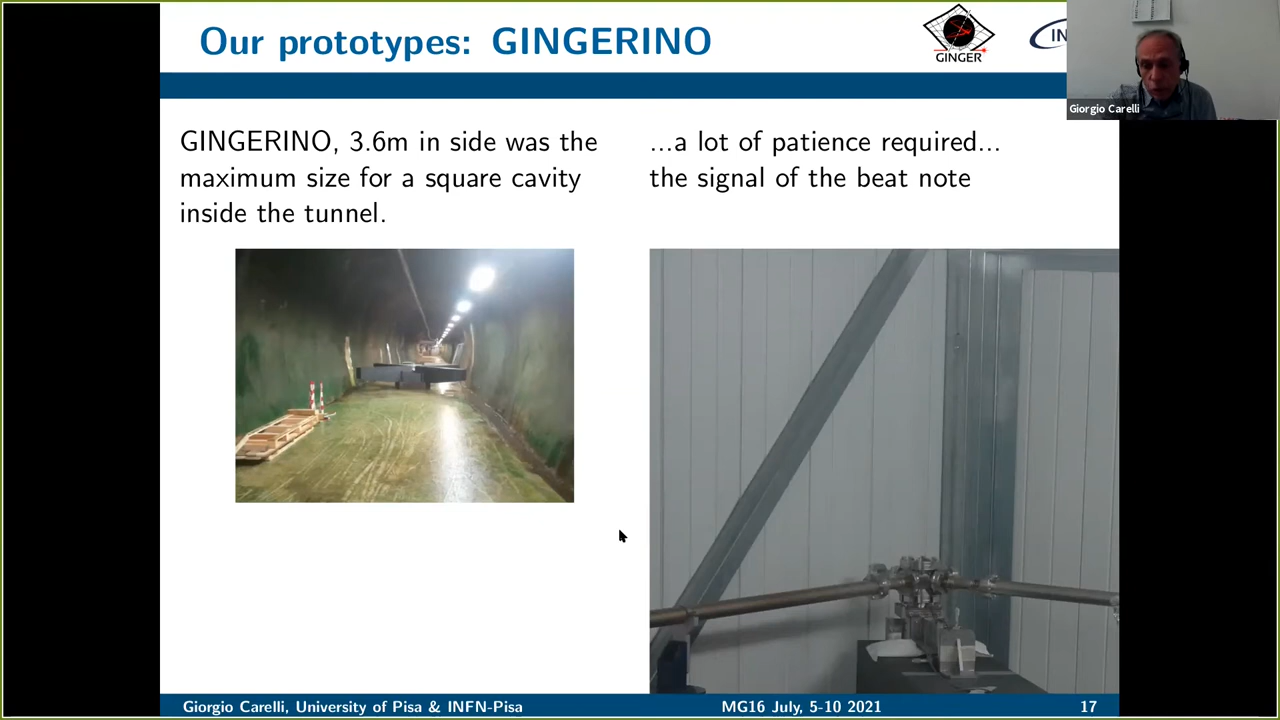 Our prototypes: GINGERINO
GINGER
IN
Giorgio Carelli
GINGERINO, 3.6m in side was the
maximum size for a square cavity
inside the tunnel.
...a lot of patience required...
the signal of the beat note
Giorgio Carelli, University of Pisa & INFN-Pisa
MG16 July, 5-10 2021
17